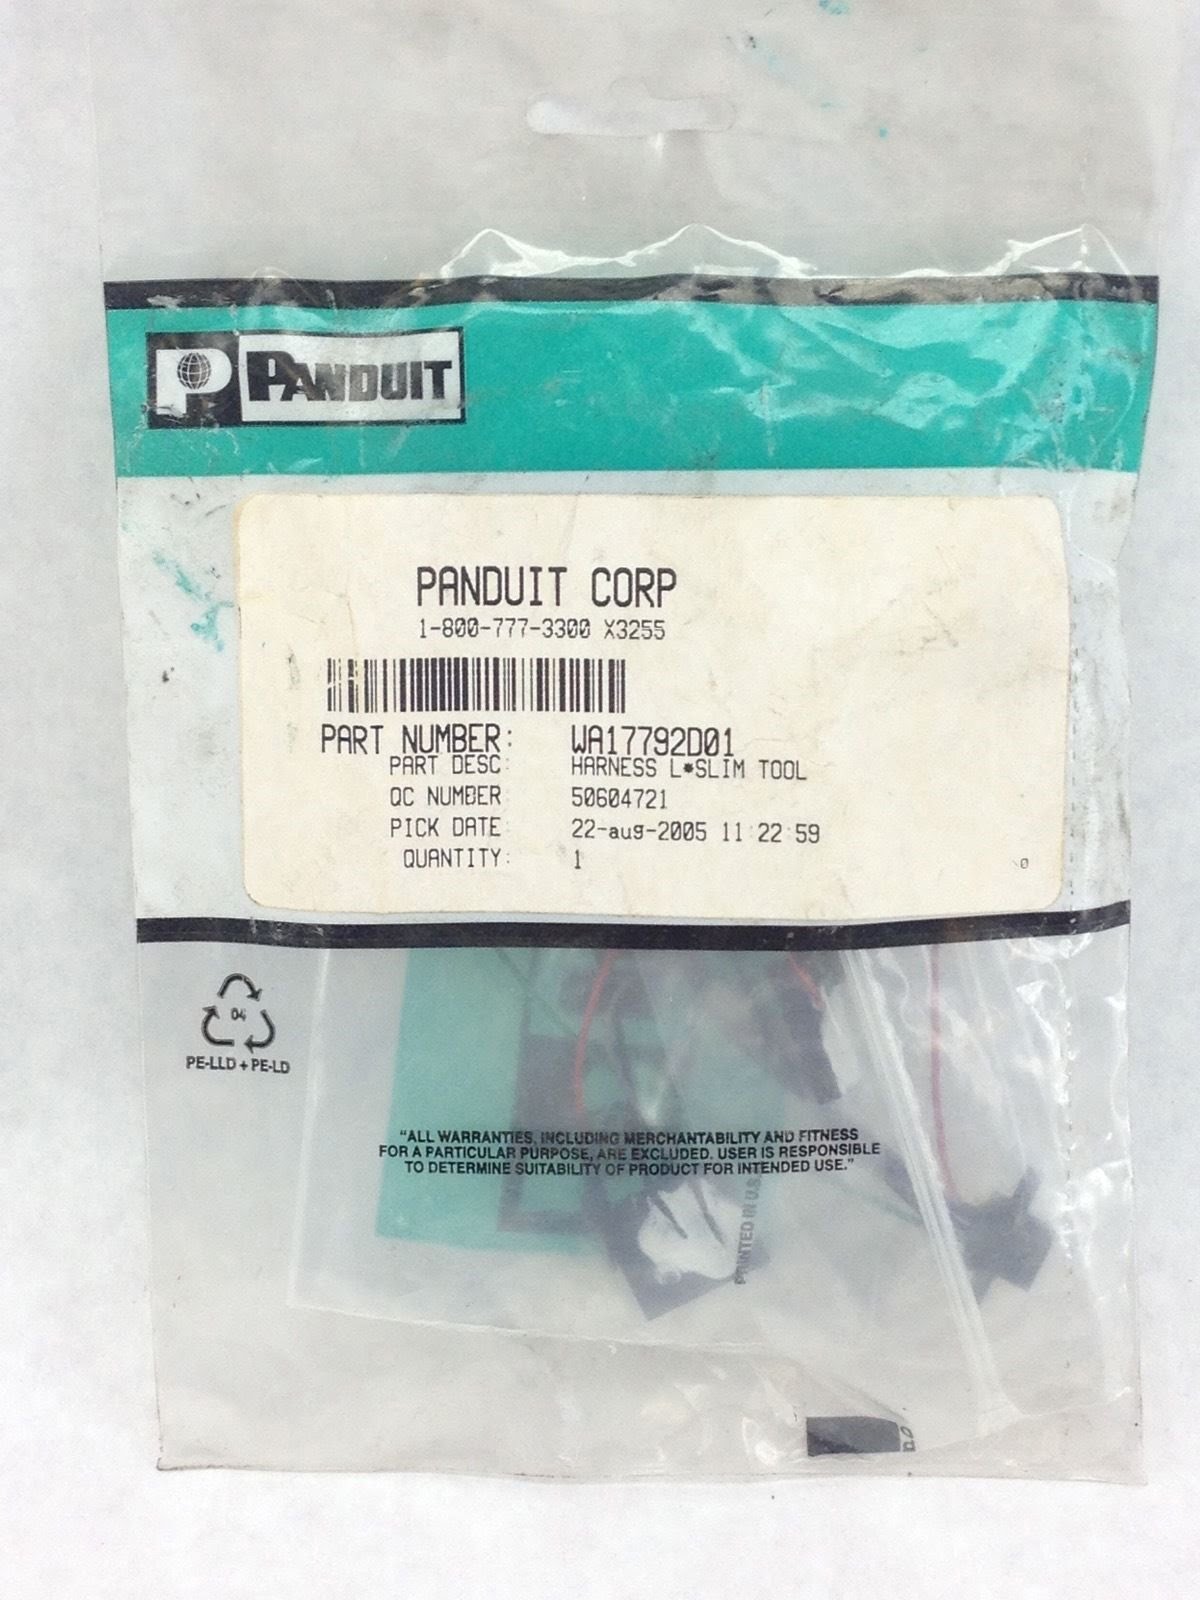 P PANDUIT
PANDUIT CORP
1-800-777-3300 X3255
PART NUMBER: WA17792D01
PART DESC: HARNESS L*SLIM TOOL
QC NUMBER 50604721
PICK DATE: 22-aug-2005 11:22:59
QUANTITY: 1
04
PE-LLD + PE-LD
"ALL WARRANTIES, INCLUDING MERCHANTABILITY AND FITNESS
FOR A PARTICULAR PURPOSE, ARE EXCLUDED. USER IS RESPONSIBLE
TO DETERMINE SUITABILITY OF PRODUCT FOR INTENDED USE."
PRINTED IN U.S.